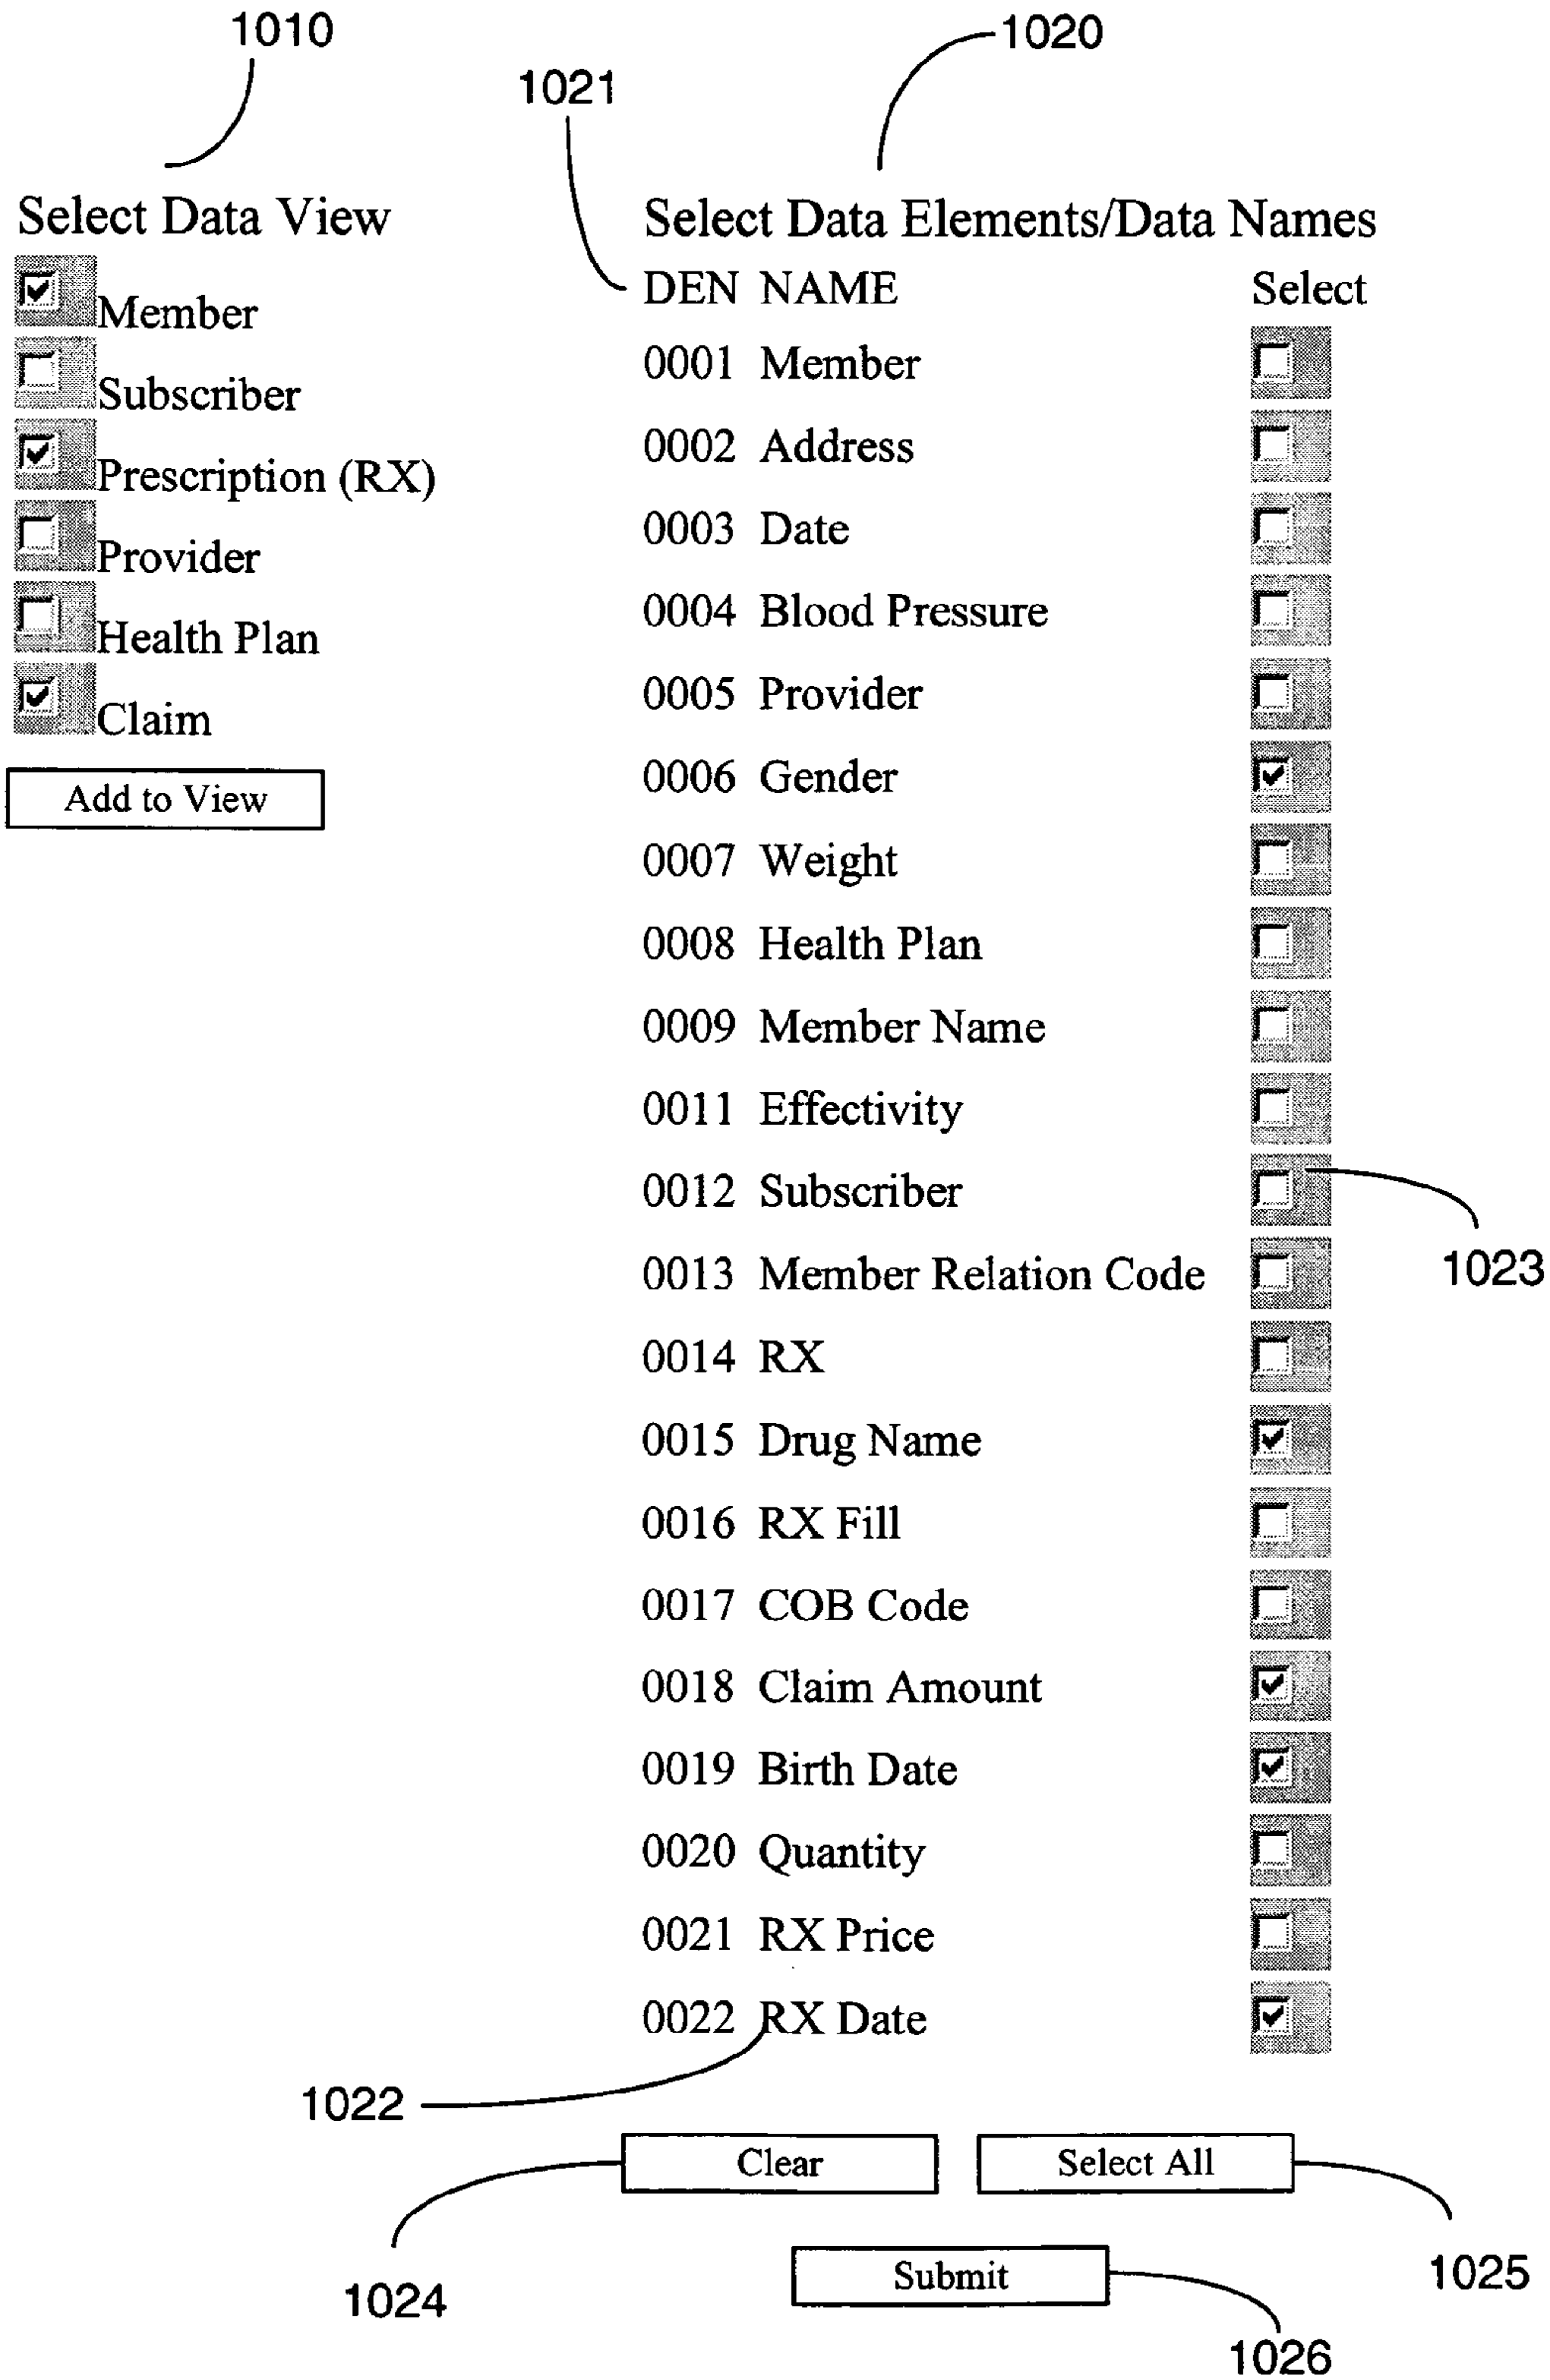 1010
1020
1021
Select Data View
Member
Subscriber
Prescription (RX)
Provider
Health Plan
Claim
Add to View
Select Data Elements/Data Names
DEN NAME Select
0001 Member
0002 Address
0003 Date
0004 Blood Pressure
0005 Provider
0006 Gender
0007 Weight
0008 Health Plan
0009 Member Name
0011 Effectivity
0012 Subscriber
1023
0013 Member Relation Code
0014 RX
0015 Drug Name
0016 RX Fill
0017 COB Code
0018 Claim Amount
0019 Birth Date
0020 Quantity
0021 RX Price
0022 RX Date
1022
Clear Select All
Submit
1024
1025
1026